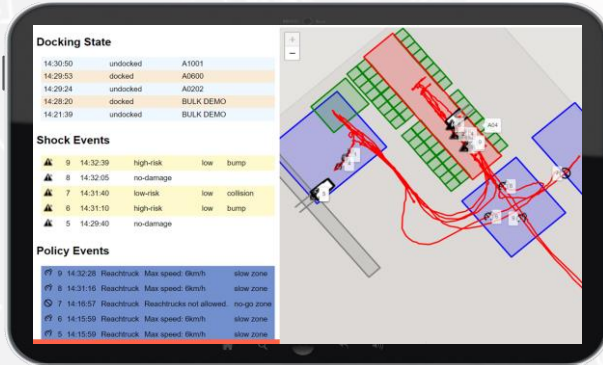 Docking State
14:30:50 undocked A1001
14:29:53 docked A0600
14:29:24 undocked A0202
14:28:20 docked BULK DEMO
14:21:39 undocked BULK DEMO
Shock Events
9 14:32:39 high-risk low bump
8 14:32:05 no-damage
7 14:31:40 low-risk low collision
6 14:31:10 high-risk low bump
5 14:29:40 no-damage
Policy Events
9 14:32:28 Reachtruck Max speed: 6km/h slow zone
8 14:31:16 Reachtruck Max speed: 6km/h slow zone
7 14:16:57 Reachtruck Reachtrucks not allowed. no-go zone
6 14:15:59 Reachtruck Max speed: 6km/h slow zone
5 14:15:59 Reachtruck Max speed: 6km/h slow zone
+
−
A04